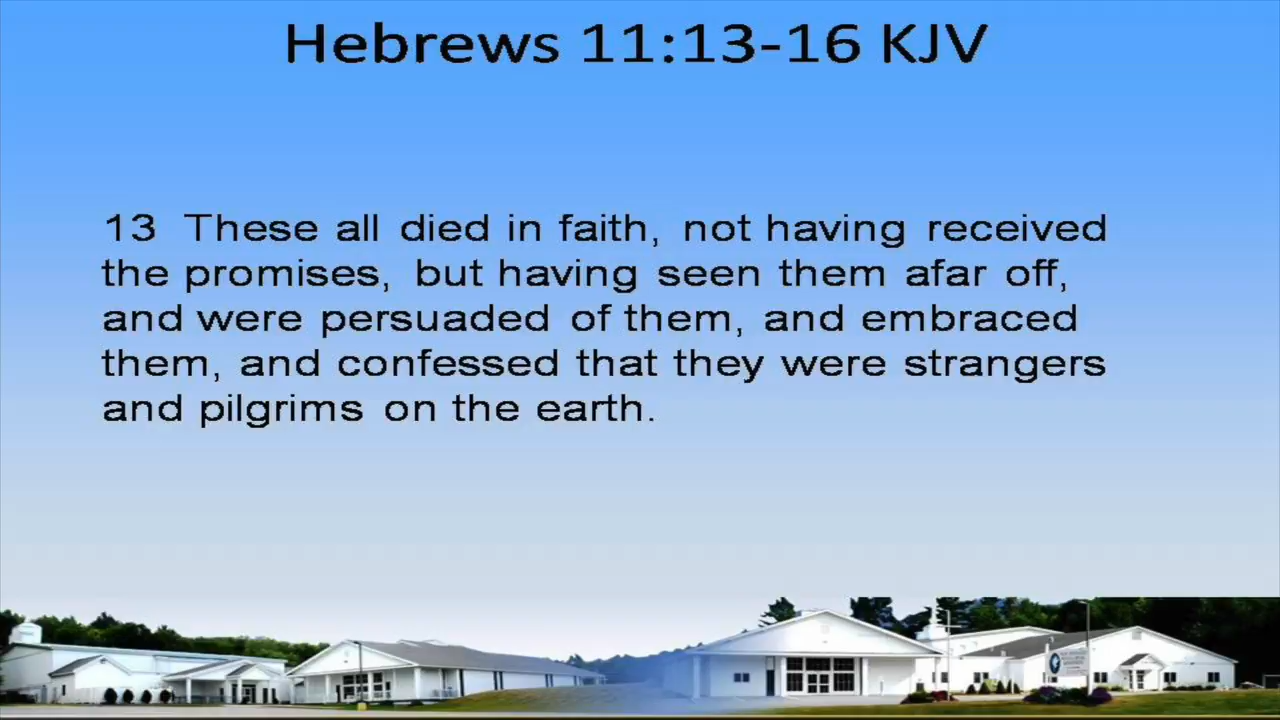 Hebrews 11:13-16 KJV
13 These all died in faith, not having received
the promises, but having seen them afar off,
and were persuaded of them, and embraced
them, and confessed that they were strangers
and pilgrims on the earth.